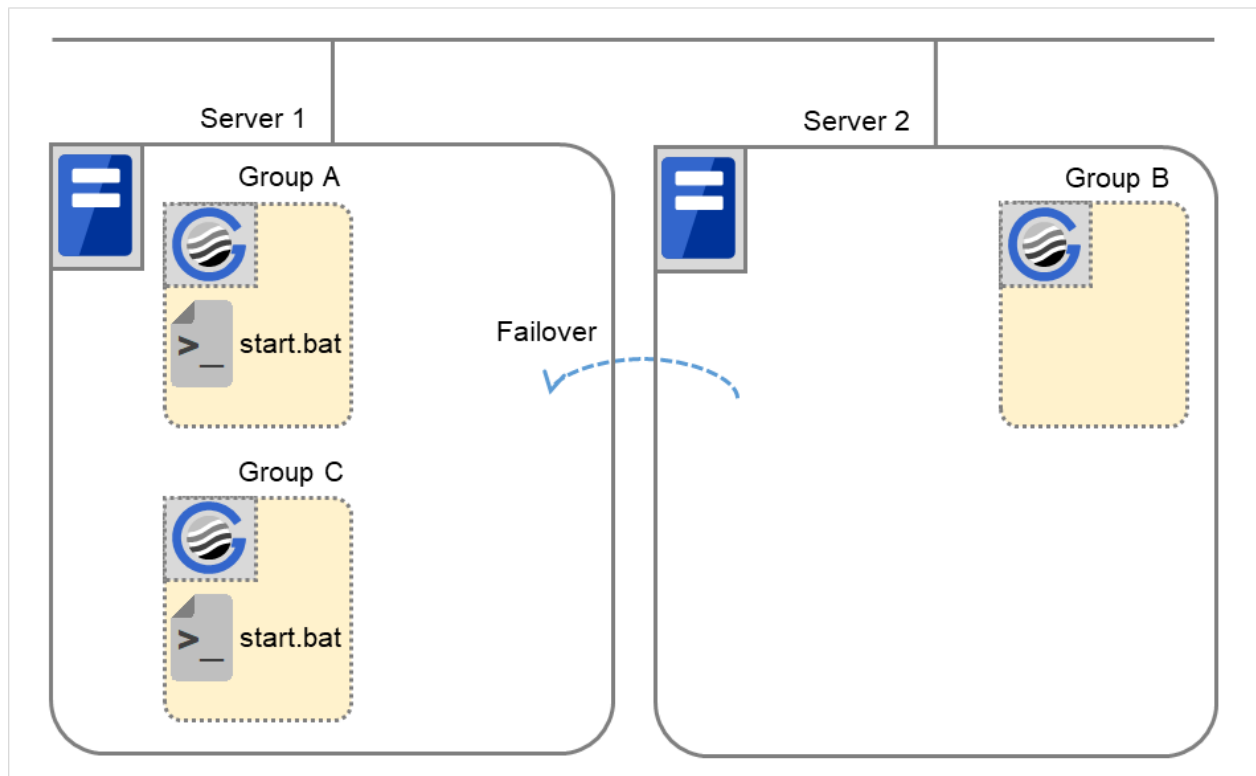 Server 1
Server 2
Group A
Group B
start.bat
Failover
Group C
start.bat